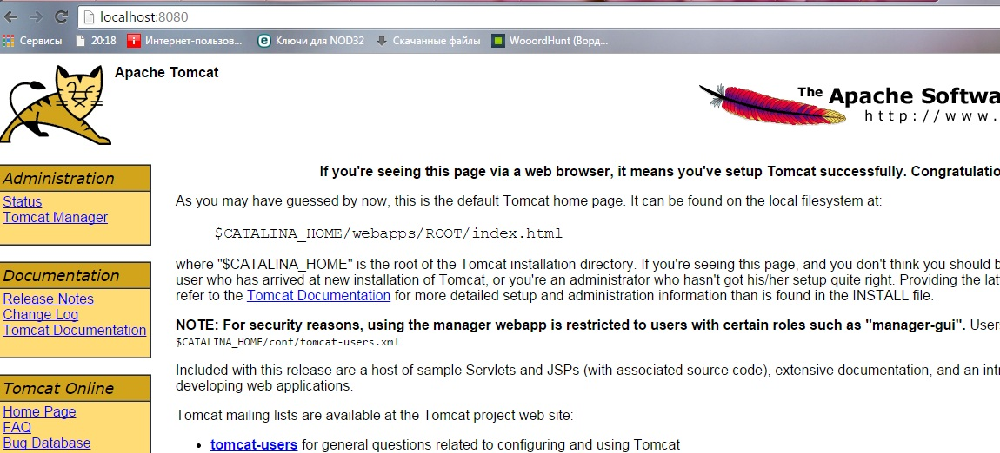 localhost:8080
Сервисы 20:18 Интернет-пользов... Ключи для NOD32 Скачанные файлы WooordHunt (Ворд...
Apache Tomcat
The Apache Softwa
http://www.
Administration
Status
Tomcat Manager
Documentation
Release Notes
Change Log
Tomcat Documentation
Tomcat Online
Home Page
FAQ
Bug Database
If you're seeing this page via a web browser, it means you've setup Tomcat successfully. Congratulatio
As you may have guessed by now, this is the default Tomcat home page. It can be found on the local filesystem at:
$CATALINA_HOME/webapps/ROOT/index.html
where "$CATALINA_HOME" is the root of the Tomcat installation directory. If you're seeing this page, and you don't think you should b
user who has arrived at new installation of Tomcat, or you're an administrator who hasn't got his/her setup quite right. Providing the lat
refer to the Tomcat Documentation for more detailed setup and administration information than is found in the INSTALL file.
NOTE: For security reasons, using the manager webapp is restricted to users with certain roles such as "manager-gui". Users
$CATALINA_HOME/conf/tomcat-users.xml.
Included with this release are a host of sample Servlets and JSPs (with associated source code), extensive documentation, and an intr
developing web applications.
Tomcat mailing lists are available at the Tomcat project web site:
• tomcat-users for general questions related to configuring and using Tomcat